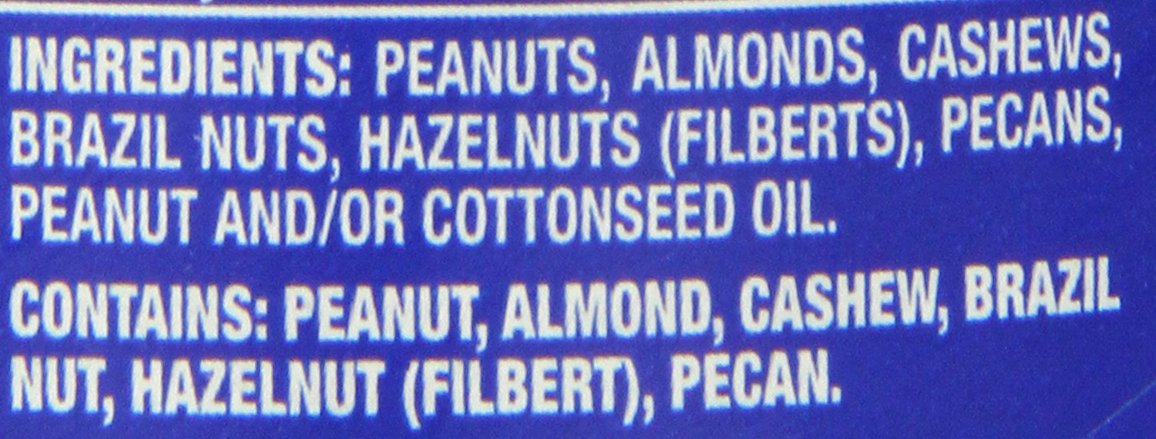 INGREDIENTS: PEANUTS, ALMONDS, CASHEWS,
BRAZIL NUTS, HAZELNUTS (FILBERTS), PECANS,
PEANUT AND/OR COTTONSEED OIL.
CONTAINS: PEANUT, ALMOND, CASHEW, BRAZIL
NUT, HAZELNUT (FILBERT), PECAN.